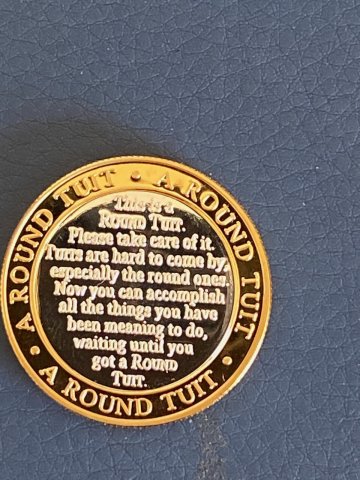 A ROUND TUIT • A ROUND TUIT • A ROUND TUIT •
This is a
ROUND TUIT.
Please take care of it.
TUITS are hard to come by,
especially the round ones.
Now you can accomplish
all the things you have
been meaning to do,
waiting until you
got a ROUND
TUIT.